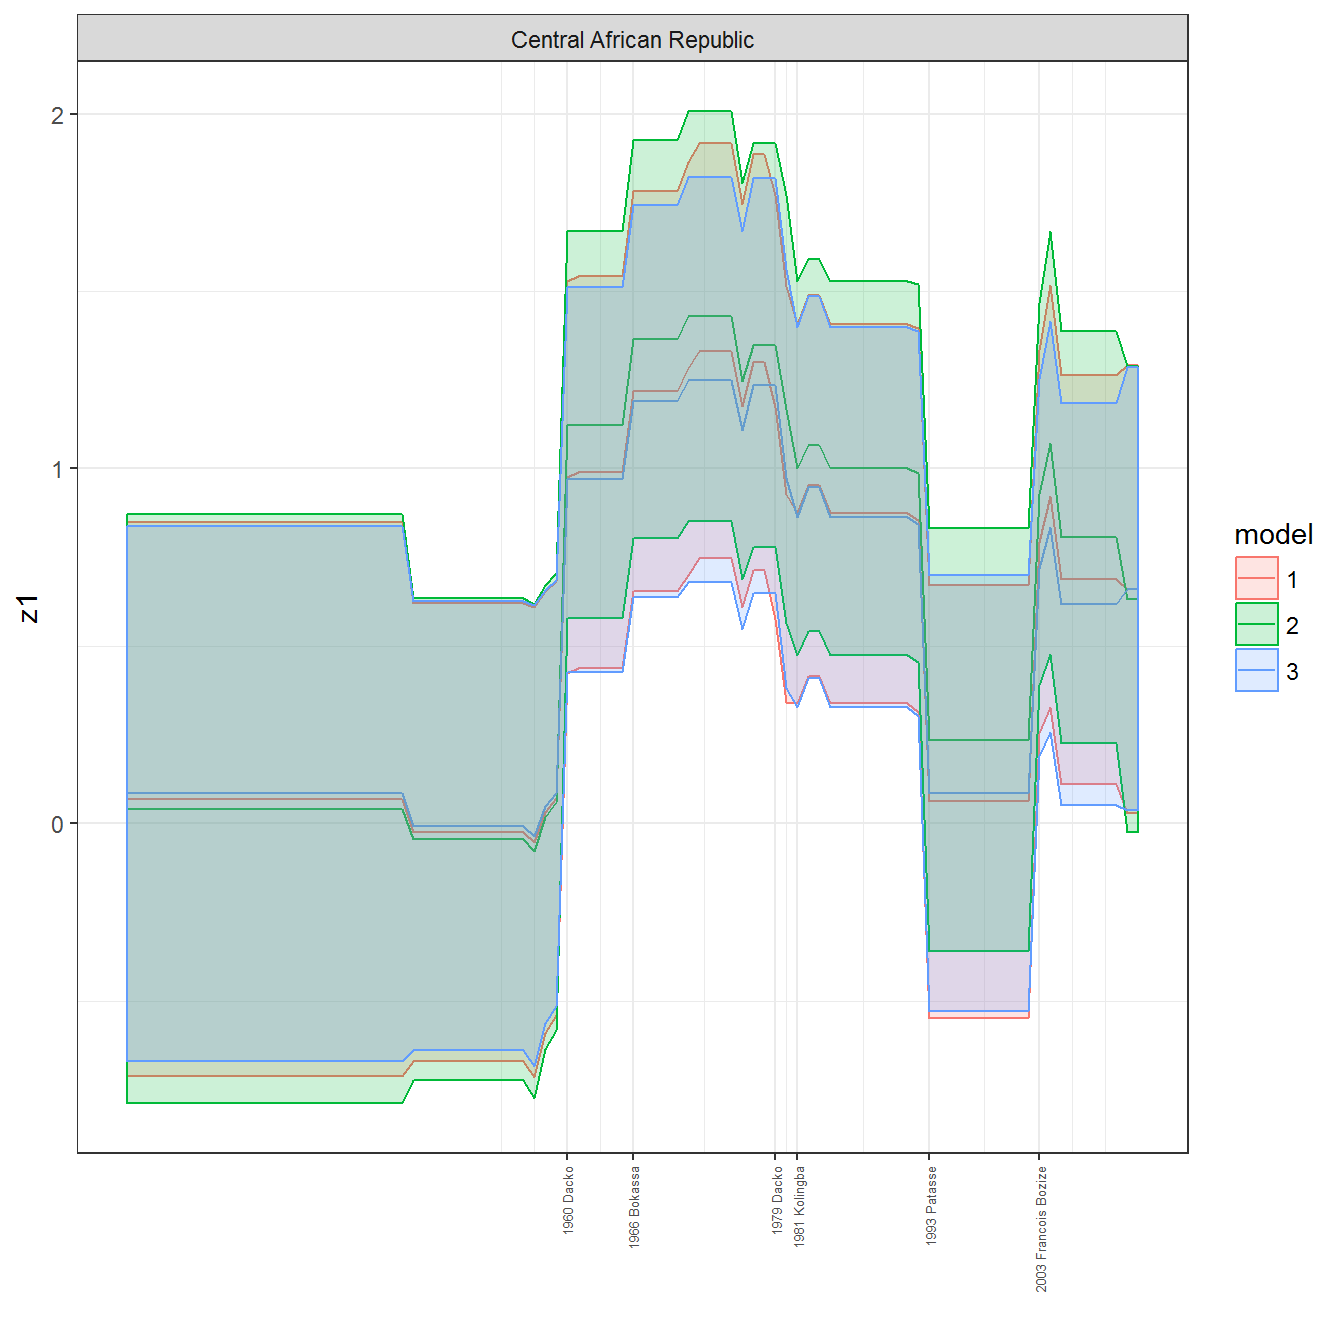 Central African Republic
2
1
0
z1
model
1
2
3
1960 Dacko
1966 Bokassa
1979 Dacko
1981 Kolingba
1993 Patasse
2003 Francois Bozize